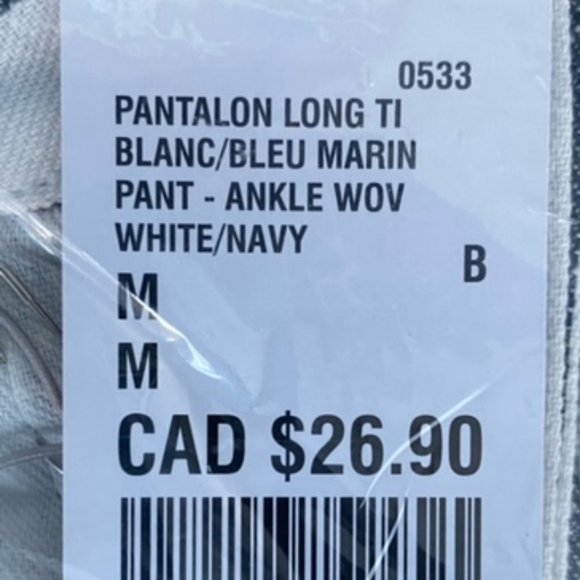 0533
PANTALON LONG TI
BLANC/BLEU MARIN
PANT - ANKLE WOV
WHITE/NAVY
B
M
M
CAD $26.90